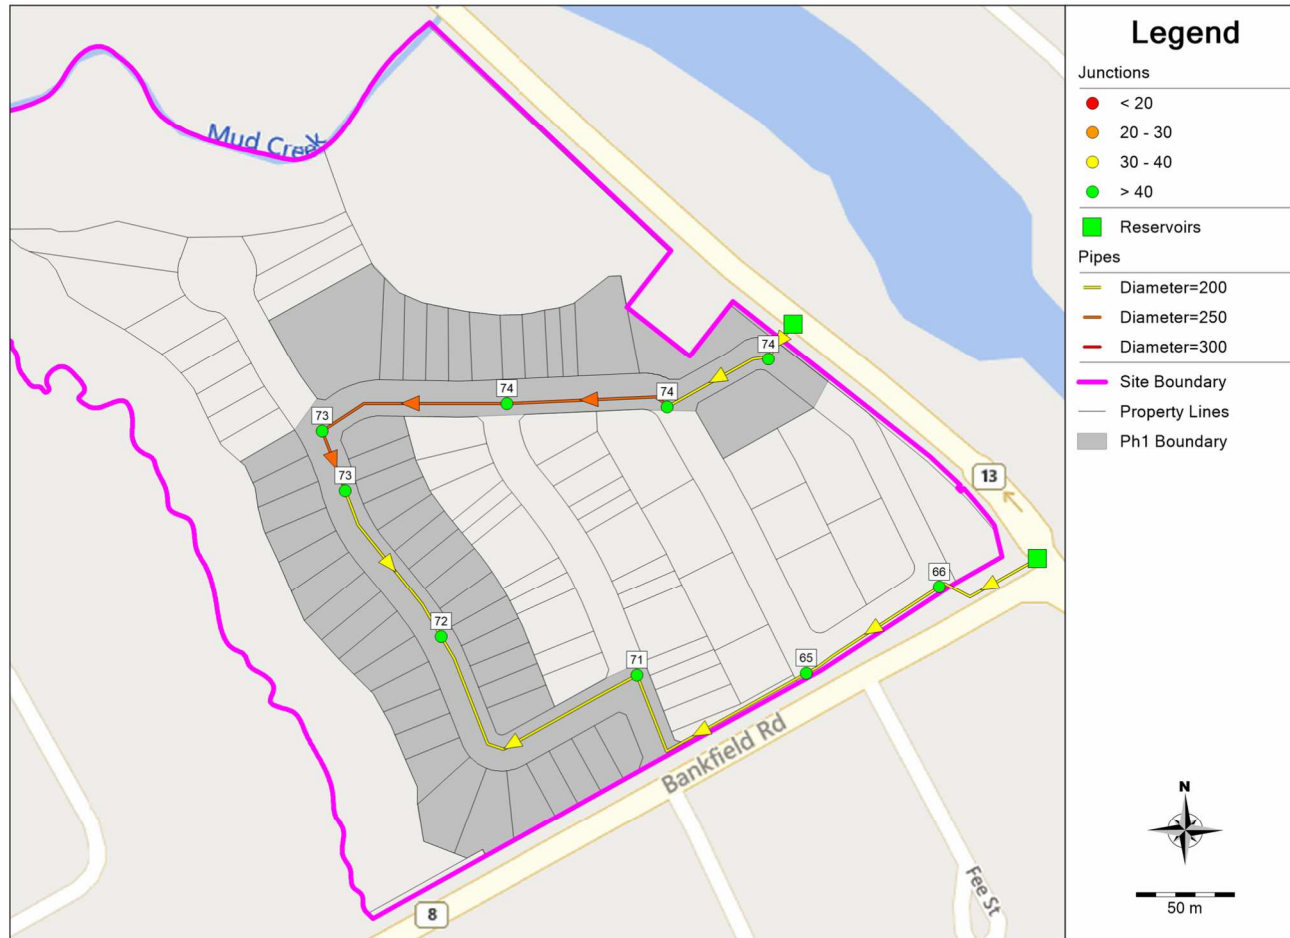 Mud Creek
74
74
74
73
73
72
71
66
65
13
Bankfield Rd
8
Fee St
Legend
Junctions
< 20
20 - 30
30 - 40
> 40
Reservoirs
Pipes
Diameter=200
Diameter=250
Diameter=300
Site Boundary
Property Lines
Ph1 Boundary
N
50 m